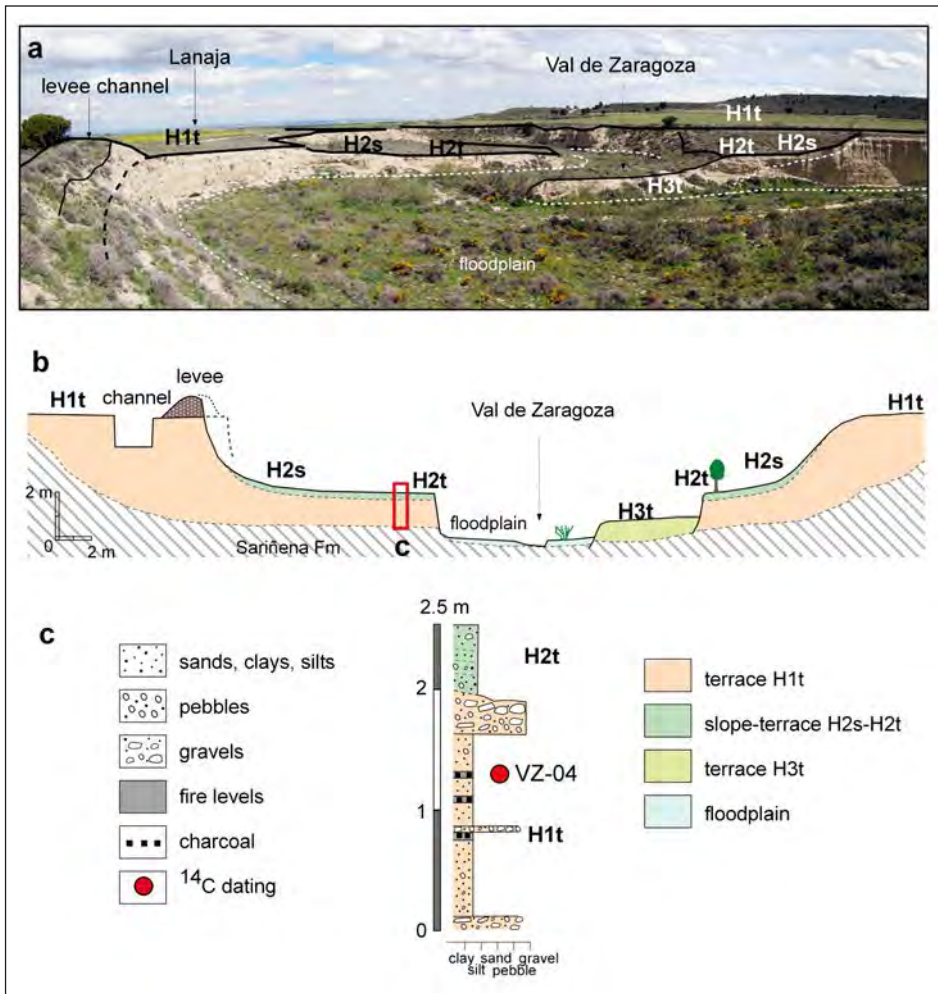 a
Lanaja
levee channel
Val de Zaragoza
H1t
H1t
H2s
H2t
H2t
H2s
H3t
floodplain
b
levee
H1t
channel
Val de Zaragoza
H1t
H2s
H2t
H2t
H2s
H3t
floodplain
2 m
0
2 m
Sariñena Fm
c
c
2.5 m
sands, clays, silts
pebbles
gravels
fire levels
charcoal
14C dating
H2t
2
VZ-04
1
H1t
0
clay sand gravel
silt pebble
terrace H1t
slope-terrace H2s-H2t
terrace H3t
floodplain